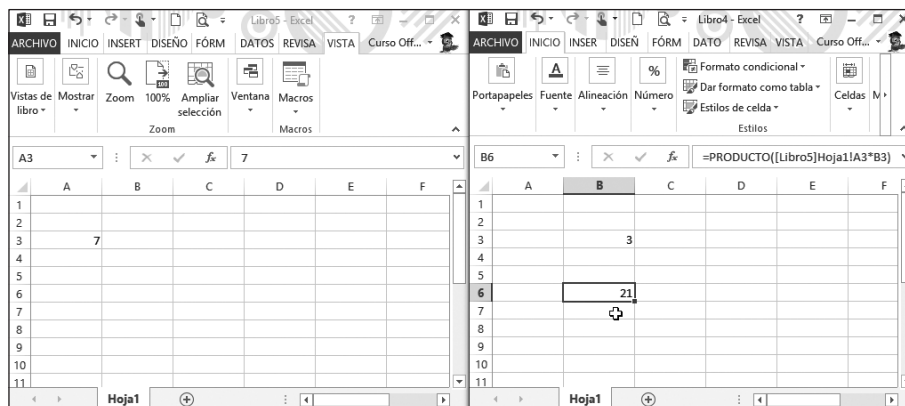 Libro5 - Excel
ARCHIVO INICIO INSERT DISEÑO FÓRM DATOS REVISA VISTA Curso Off...
Vistas de libro Mostrar Zoom 100% Ampliar selección Ventana Macros
Zoom Macros
A3 fx 7
A B C D E F
1
2
3 7
4
5
6
7
8
9
10
11
Hoja1
Libro4 - Excel
ARCHIVO INICIO INSER DISEÑ FÓRM DATO REVISA VISTA Curso Off...
Portapapeles Fuente Alineación Número
Formato condicional
Dar formato como tabla
Estilos de celda
Celdas M
Estilos
B6 fx =PRODUCTO([Libro5]Hoja1!A3*B3)
A B C D E F
1
2
3 3
4
5
6 21
7
8
9
10
11
Hoja1